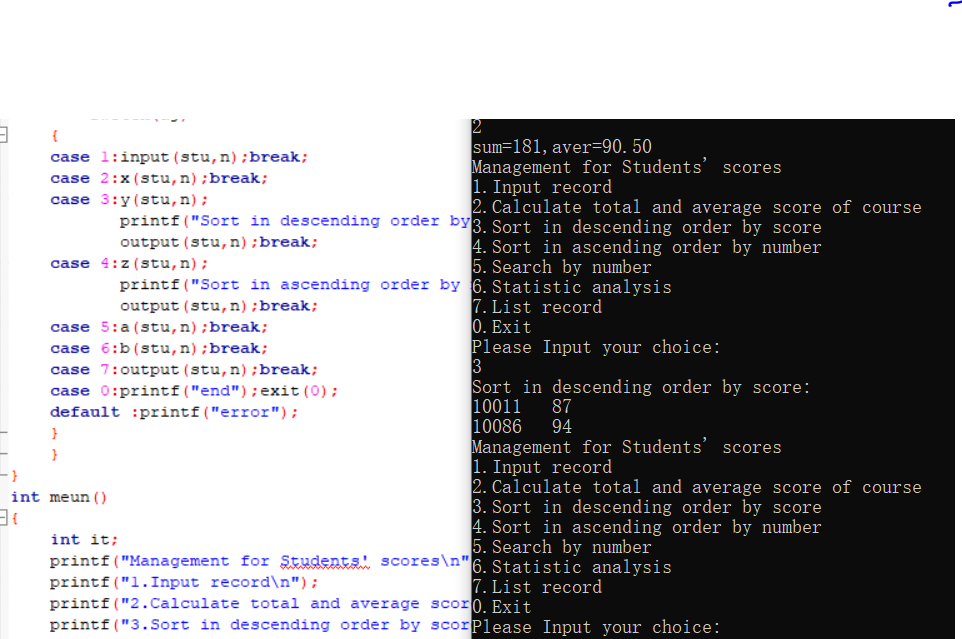 {
case 1:input(stu,n);break;
case 2:x(stu,n);break;
case 3:y(stu,n);
printf("Sort in descending order by
output(stu,n);break;
case 4:z(stu,n);
printf("Sort in ascending order by
output(stu,n);break;
case 5:a(stu,n);break;
case 6:b(stu,n);break;
case 7:output(stu,n);break;
case 0:printf("end");exit(0);
default :printf("error");
}
}
}
int meun()
{
int it;
printf("Management for Students' scores\n"
printf("1.Input record\n");
printf("2.Calculate total and average scor
printf("3.Sort in descending order by scor
2
sum=181,aver=90.50
Management for Students' scores
1.Input record
2.Calculate total and average score of course
3.Sort in descending order by score
4.Sort in ascending order by number
5.Search by number
6.Statistic analysis
7.List record
0.Exit
Please Input your choice:
3
Sort in descending order by score:
10011 87
10086 94
Management for Students' scores
1.Input record
2.Calculate total and average score of course
3.Sort in descending order by score
4.Sort in ascending order by number
5.Search by number
6.Statistic analysis
7.List record
0.Exit
Please Input your choice: